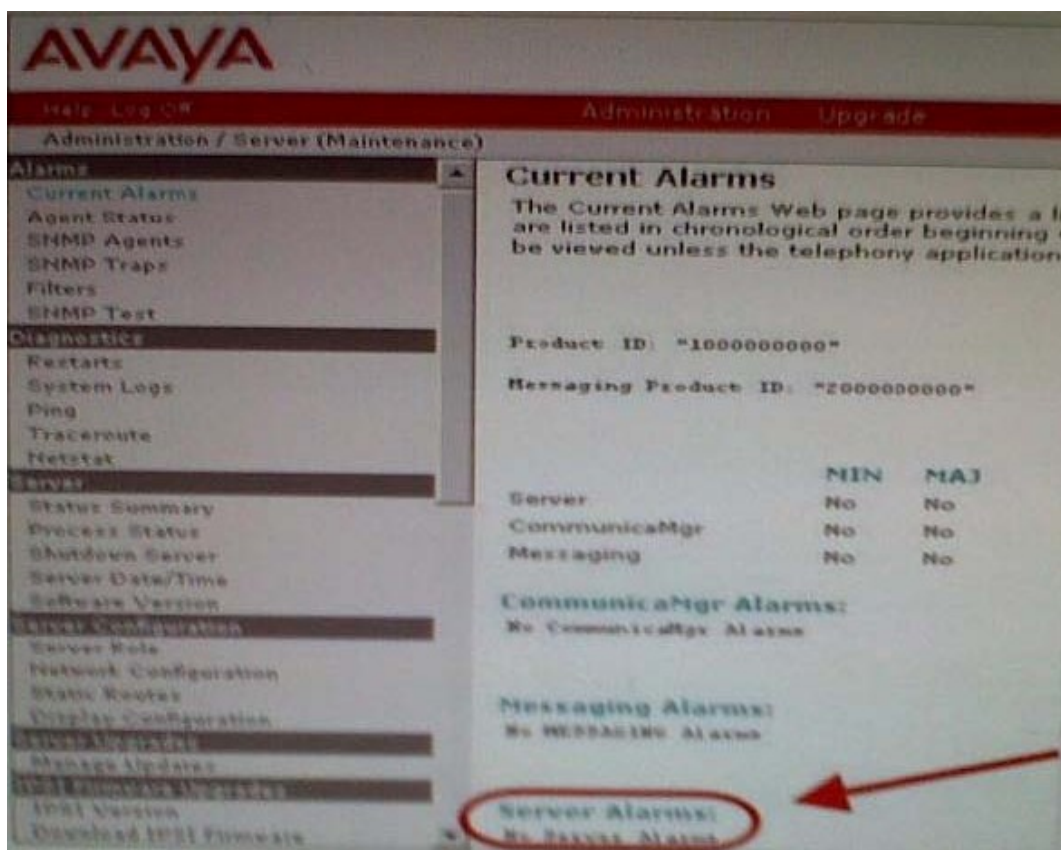 AVAYA
Help Log Off Administration Upgrade
Administration / Server (Maintenance)
Alarms
Current Alarms
Agent Status
SNMP Agents
SNMP Traps
Filters
SNMP Test
Diagnostics
Restarts
System Logs
Ping
Traceroute
Netstat
Server
Status Summary
Process Status
Shutdown Server
Server Date/Time
Software Version
Server Configuration
Server Role
Network Configuration
Static Routes
Display Configuration
Server Upgrades
Manage Updates
IPSI Firmware Upgrades
IPSI Version
Download IPSI Firmware
Current Alarms
The Current Alarms Web page provides a
are listed in chronological order beginning
be viewed unless the telephony application
Product ID: "1000000000"
Messaging Product ID: "2000000000"
MIN MAJ
Server No No
CommunicaMgr No No
Messaging No No
CommunicaMgr Alarms:
No CommunicaMgr Alarms
Messaging Alarms:
No MESSAGING Alarms
Server Alarms:
No Server Alarms